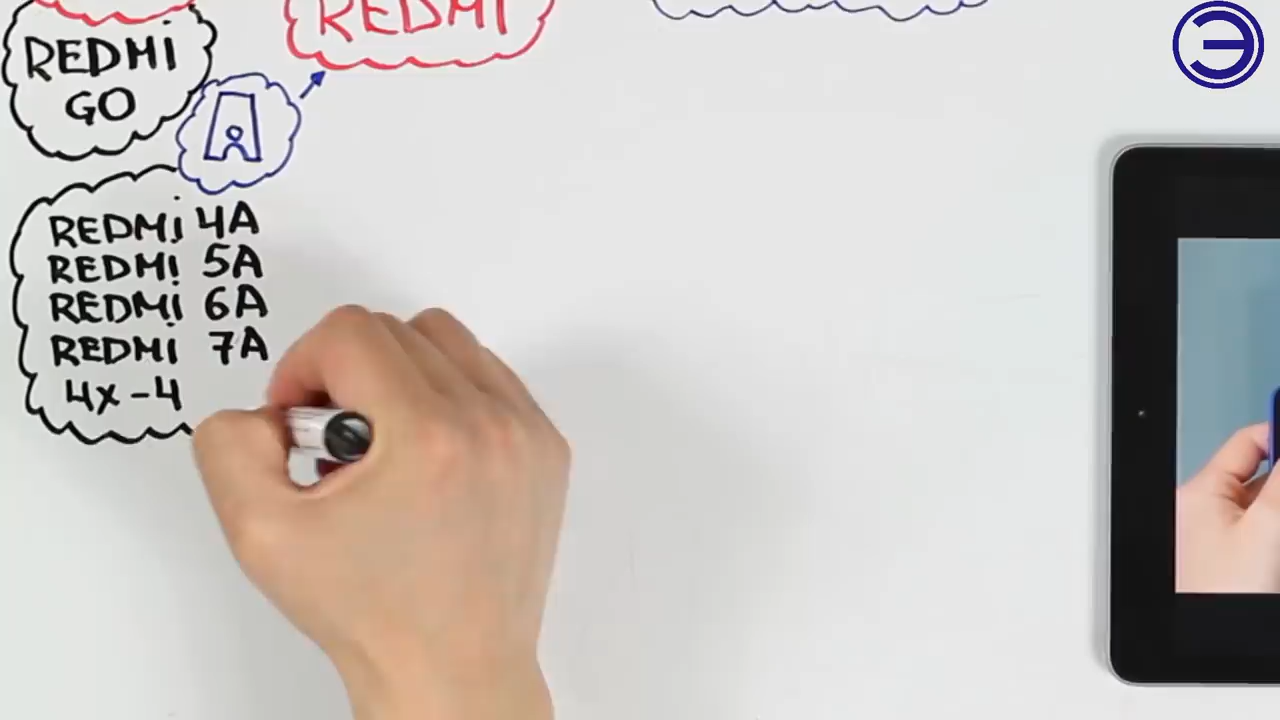 REDMI
REDMI
GO
REDMI 4A
REDMI 5A
REDMI 6A
REDMI 7A
4x-4
Э